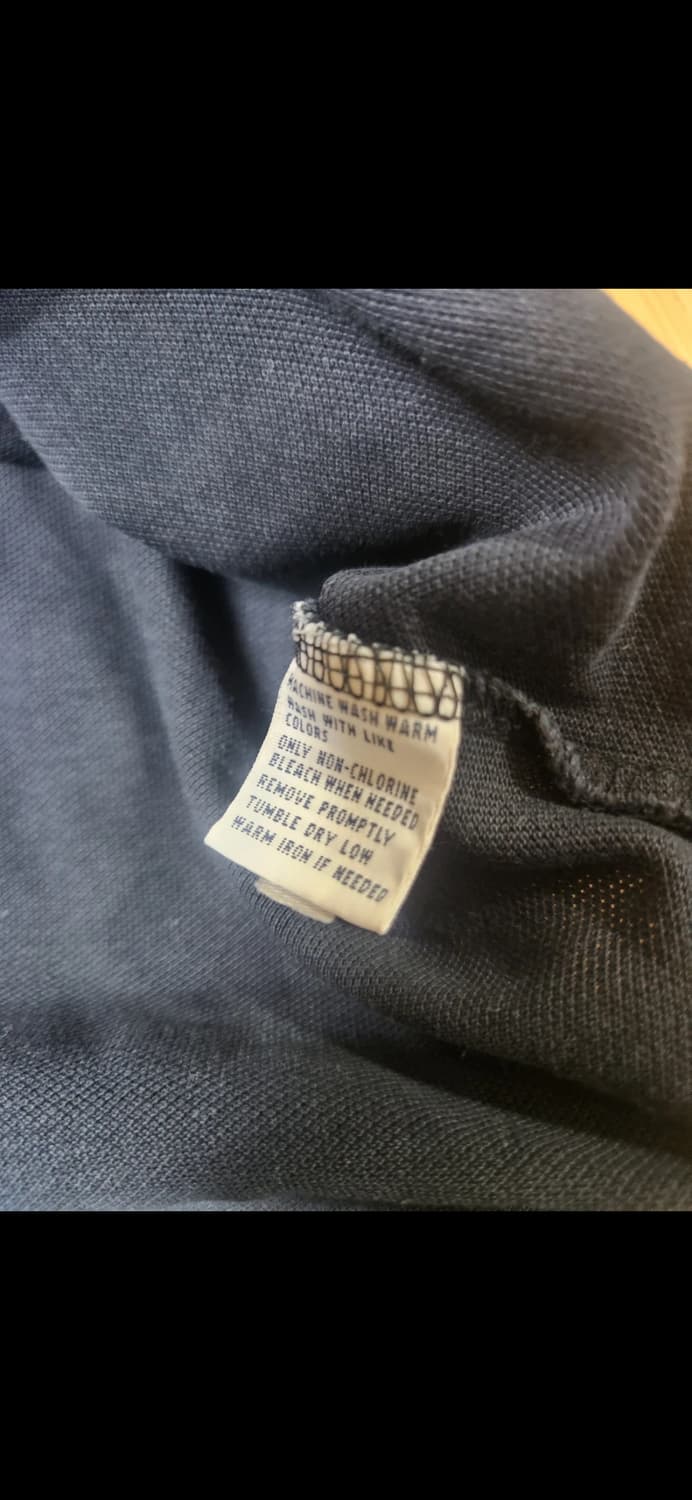 MACHINE WASH WARM
WASH WITH LIKE
COLORS
ONLY NON-CHLORINE
BLEACH WHEN NEEDED
REMOVE PROMPTLY
TUMBLE DRY LOW
WARM IRON IF NEEDED